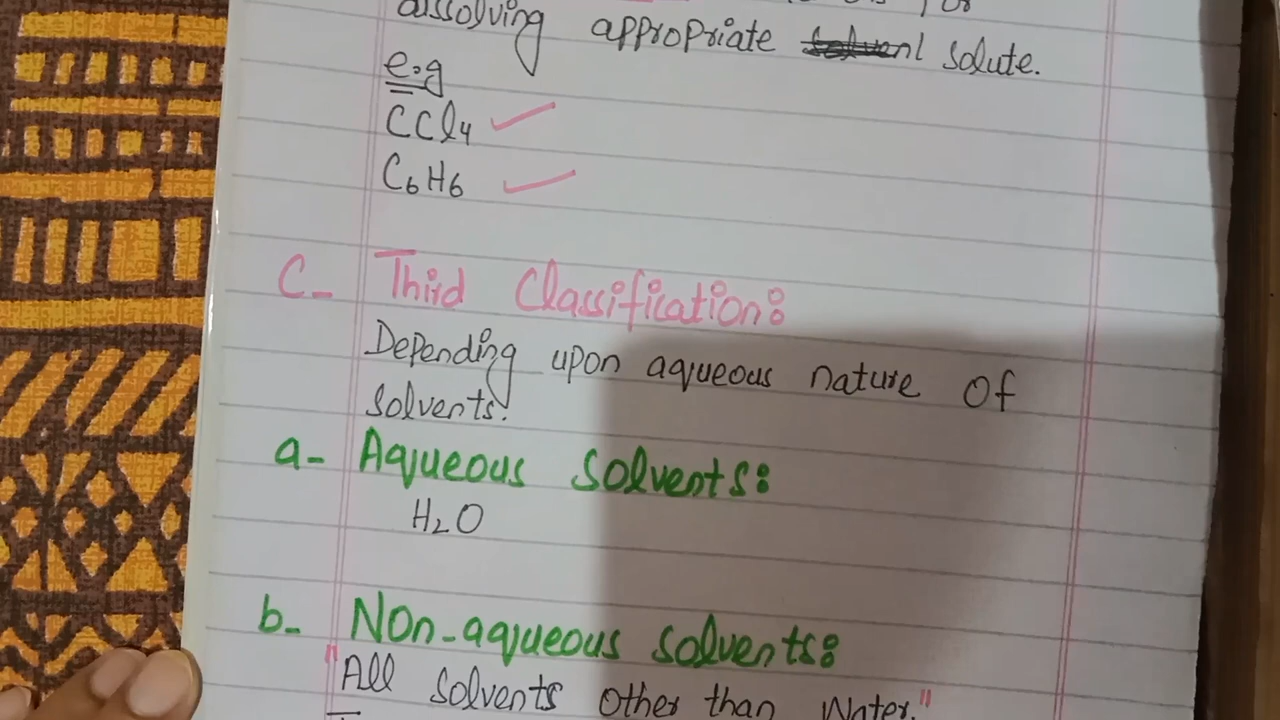 dissolving appropriate solute.
e.g
CCl4
C6H6
C- Third Classification:
Depending upon aqueous nature of
solvents.
a- Aqueous solvents:
H2O
b- Non-aqueous solvents:
"All solvents other than Water."